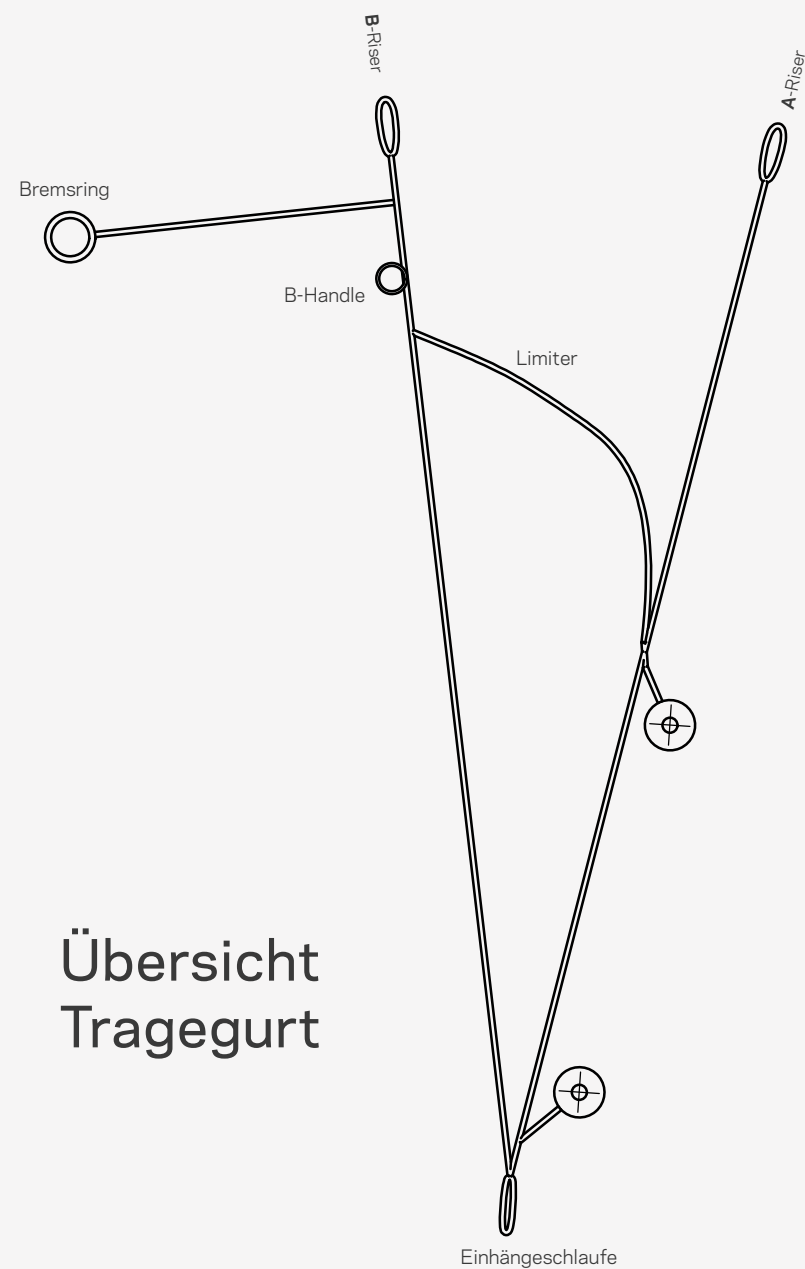 B-Riser
A-Riser
Bremsring
B-Handle
Limiter
Übersicht
Tragegurt
Einhängeschlaufe